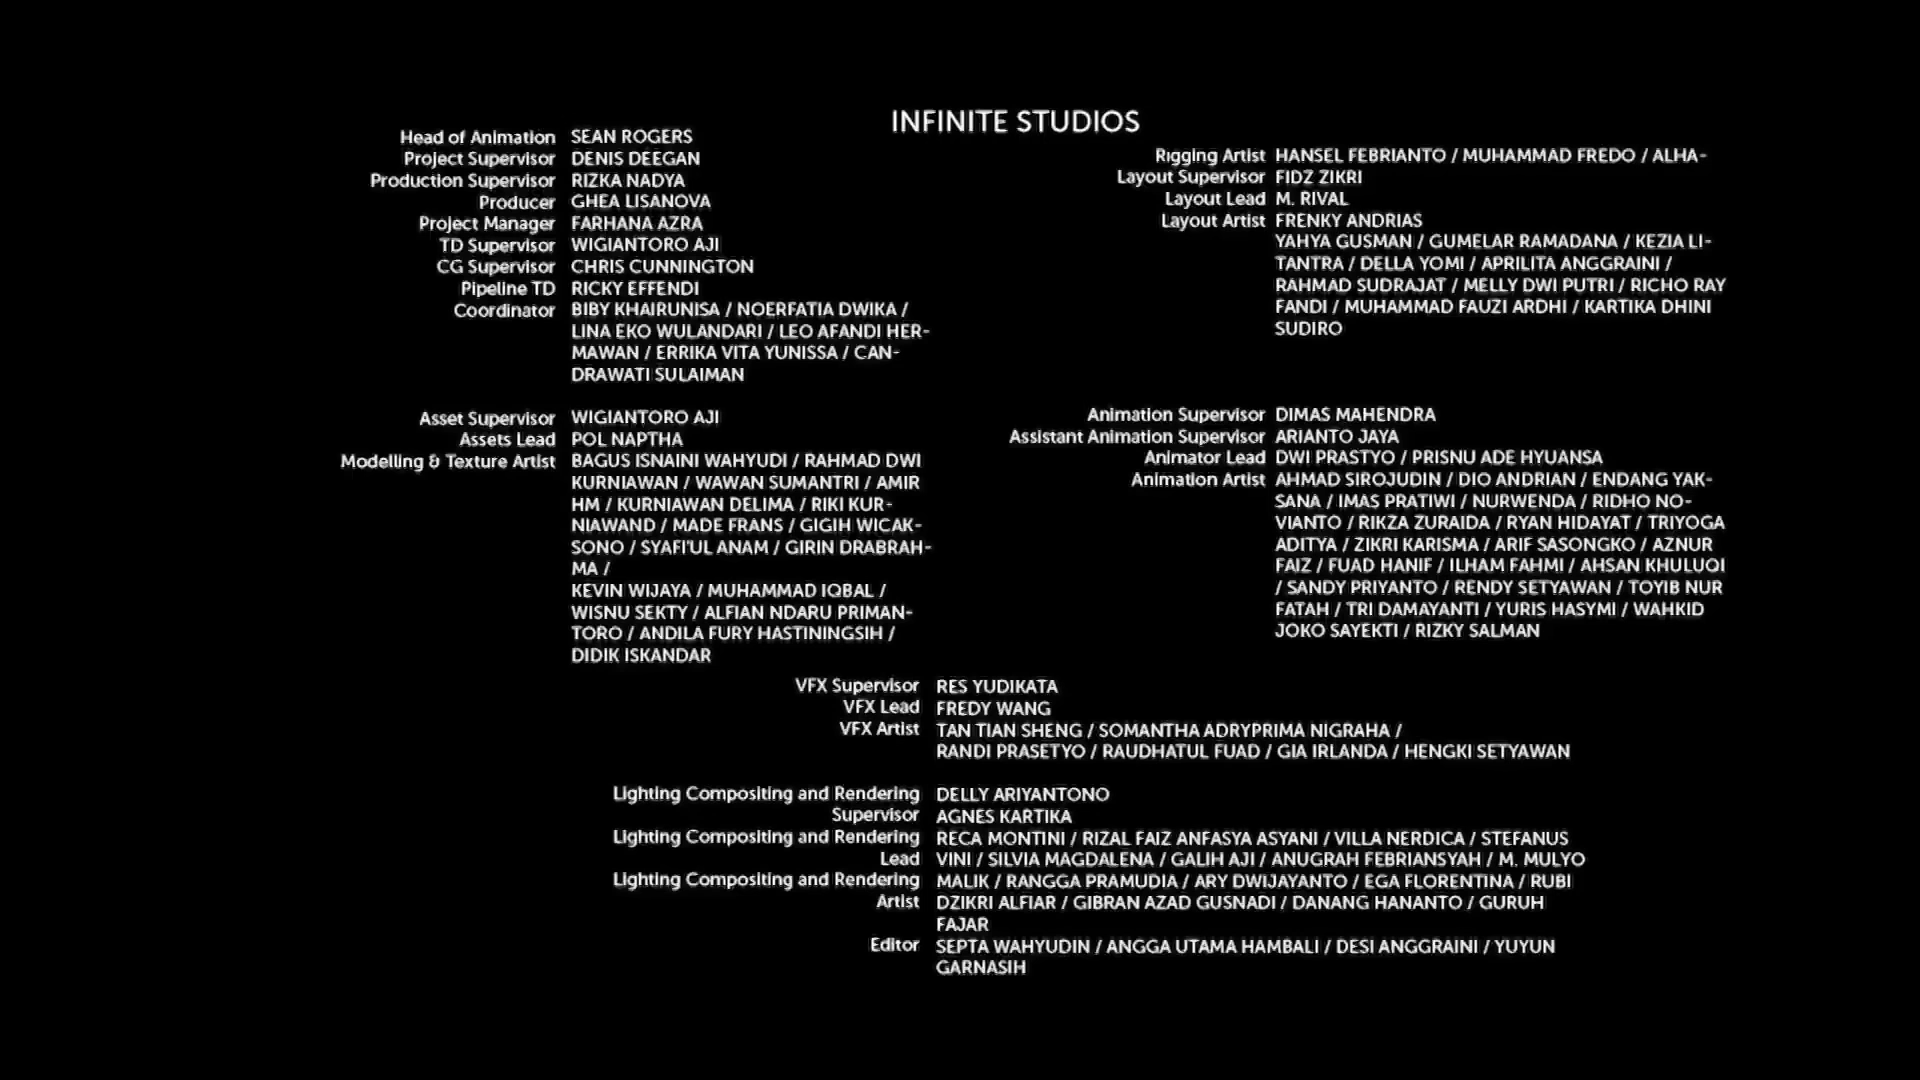 INFINITE STUDIOS
Head of Animation SEAN ROGERS
Project Supervisor DENIS DEEGAN
Production Supervisor RIZKA NADYA
Producer GHEA LISANOVA
Project Manager FARHANA AZRA
TD Supervisor WIGIANTORO AJI
CG Supervisor CHRIS CUNNINGTON
Pipeline TD RICKY EFFENDI
Coordinator BIBY KHAIRUNISA / NOERFATIA DWIKA /
LINA EKO WULANDARI / LEO AFANDI HER-
MAWAN / ERRIKA VITA YUNISSA / CAN-
DRAWATI SULAIMAN
Rigging Artist HANSEL FEBRIANTO / MUHAMMAD FREDO / ALHA-
Layout Supervisor FIDZ ZIKRI
Layout Lead M. RIVAL
Layout Artist FRENKY ANDRIAS
YAHYA GUSMAN / GUMELAR RAMADANA / KEZIA LI-
TANTRA / DELLA YOMI / APRILITA ANGGRAINI /
RAHMAD SUDRAJAT / MELLY DWI PUTRI / RICHO RAY
FANDI / MUHAMMAD FAUZI ARDHI / KARTIKA DHINI
SUDIRO
Asset Supervisor WIGIANTORO AJI
Assets Lead POL NAPTHA
Modelling & Texture Artist BAGUS ISNAINI WAHYUDI / RAHMAD DWI
KURNIAWAN / WAWAN SUMANTRI / AMIR
HM / KURNIAWAN DELIMA / RIKI KUR-
NIAWAND / MADE FRANS / GIGIH WICAK-
SONO / SYAFI'UL ANAM / GIRIN DRABRAH-
MA /
KEVIN WIJAYA / MUHAMMAD IQBAL /
WISNU SEKTY / ALFIAN NDARU PRIMAN-
TORO / ANDILA FURY HASTININGSIH /
DIDIK ISKANDAR
Animation Supervisor DIMAS MAHENDRA
Assistant Animation Supervisor ARIANTO JAYA
Animator Lead DWI PRASTYO / PRISNU ADE HYUANSA
Animation Artist AHMAD SIROJUDIN / DIO ANDRIAN / ENDANG YAK-
SANA / IMAS PRATIWI / NURWENDA / RIDHO NO-
VIANTO / RIKZA ZURAIDA / RYAN HIDAYAT / TRIYOGA
ADITYA / ZIKRI KARISMA / ARIF SASONGKO / AZNUR
FAIZ / FUAD HANIF / ILHAM FAHMI / AHSAN KHULUQI
/ SANDY PRIYANTO / RENDY SETYAWAN / TOYIB NUR
FATAH / TRI DAMAYANTI / YURIS HASYMI / WAHKID
JOKO SAYEKTI / RIZKY SALMAN
VFX Supervisor RES YUDIKATA
VFX Lead FREDY WANG
VFX Artist TAN TIAN SHENG / SOMANTHA ADRYPRIMA NIGRAHA /
RANDI PRASETYO / RAUDHATUL FUAD / GIA IRLANDA / HENGKI SETYAWAN
Lighting Compositing and Rendering DELLY ARIYANTONO
Supervisor AGNES KARTIKA
Lighting Compositing and Rendering RECA MONTINI / RIZAL FAIZ ANFASYA ASYANI / VILLA NERDICA / STEFANUS
Lead VINI / SILVIA MAGDALENA / GALIH AJI / ANUGRAH FEBRIANSYAH / M. MULYO
Lighting Compositing and Rendering MALIK / RANGGA PRAMUDIA / ARY DWIJAYANTO / EGA FLORENTINA / RUBI
Artist DZIKRI ALFIAR / GIBRAN AZAD GUSNADI / DANANG HANANTO / GURUH
FAJAR
Editor SEPTA WAHYUDIN / ANGGA UTAMA HAMBALI / DESI ANGGRAINI / YUYUN
GARNASIH